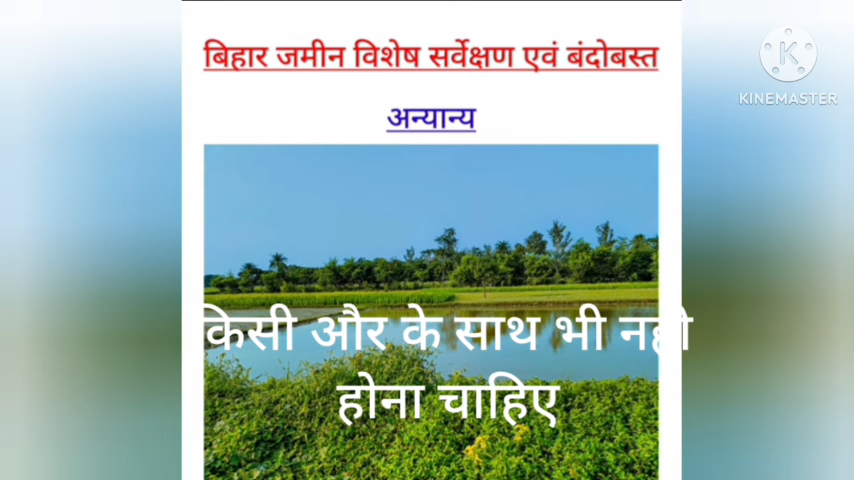 बिहार जमीन विशेष सर्वेक्षण एवं बंदोबस्त
अन्यान्य
किसी और के साथ भी नही
होना चाहिए
K
KINEMASTER